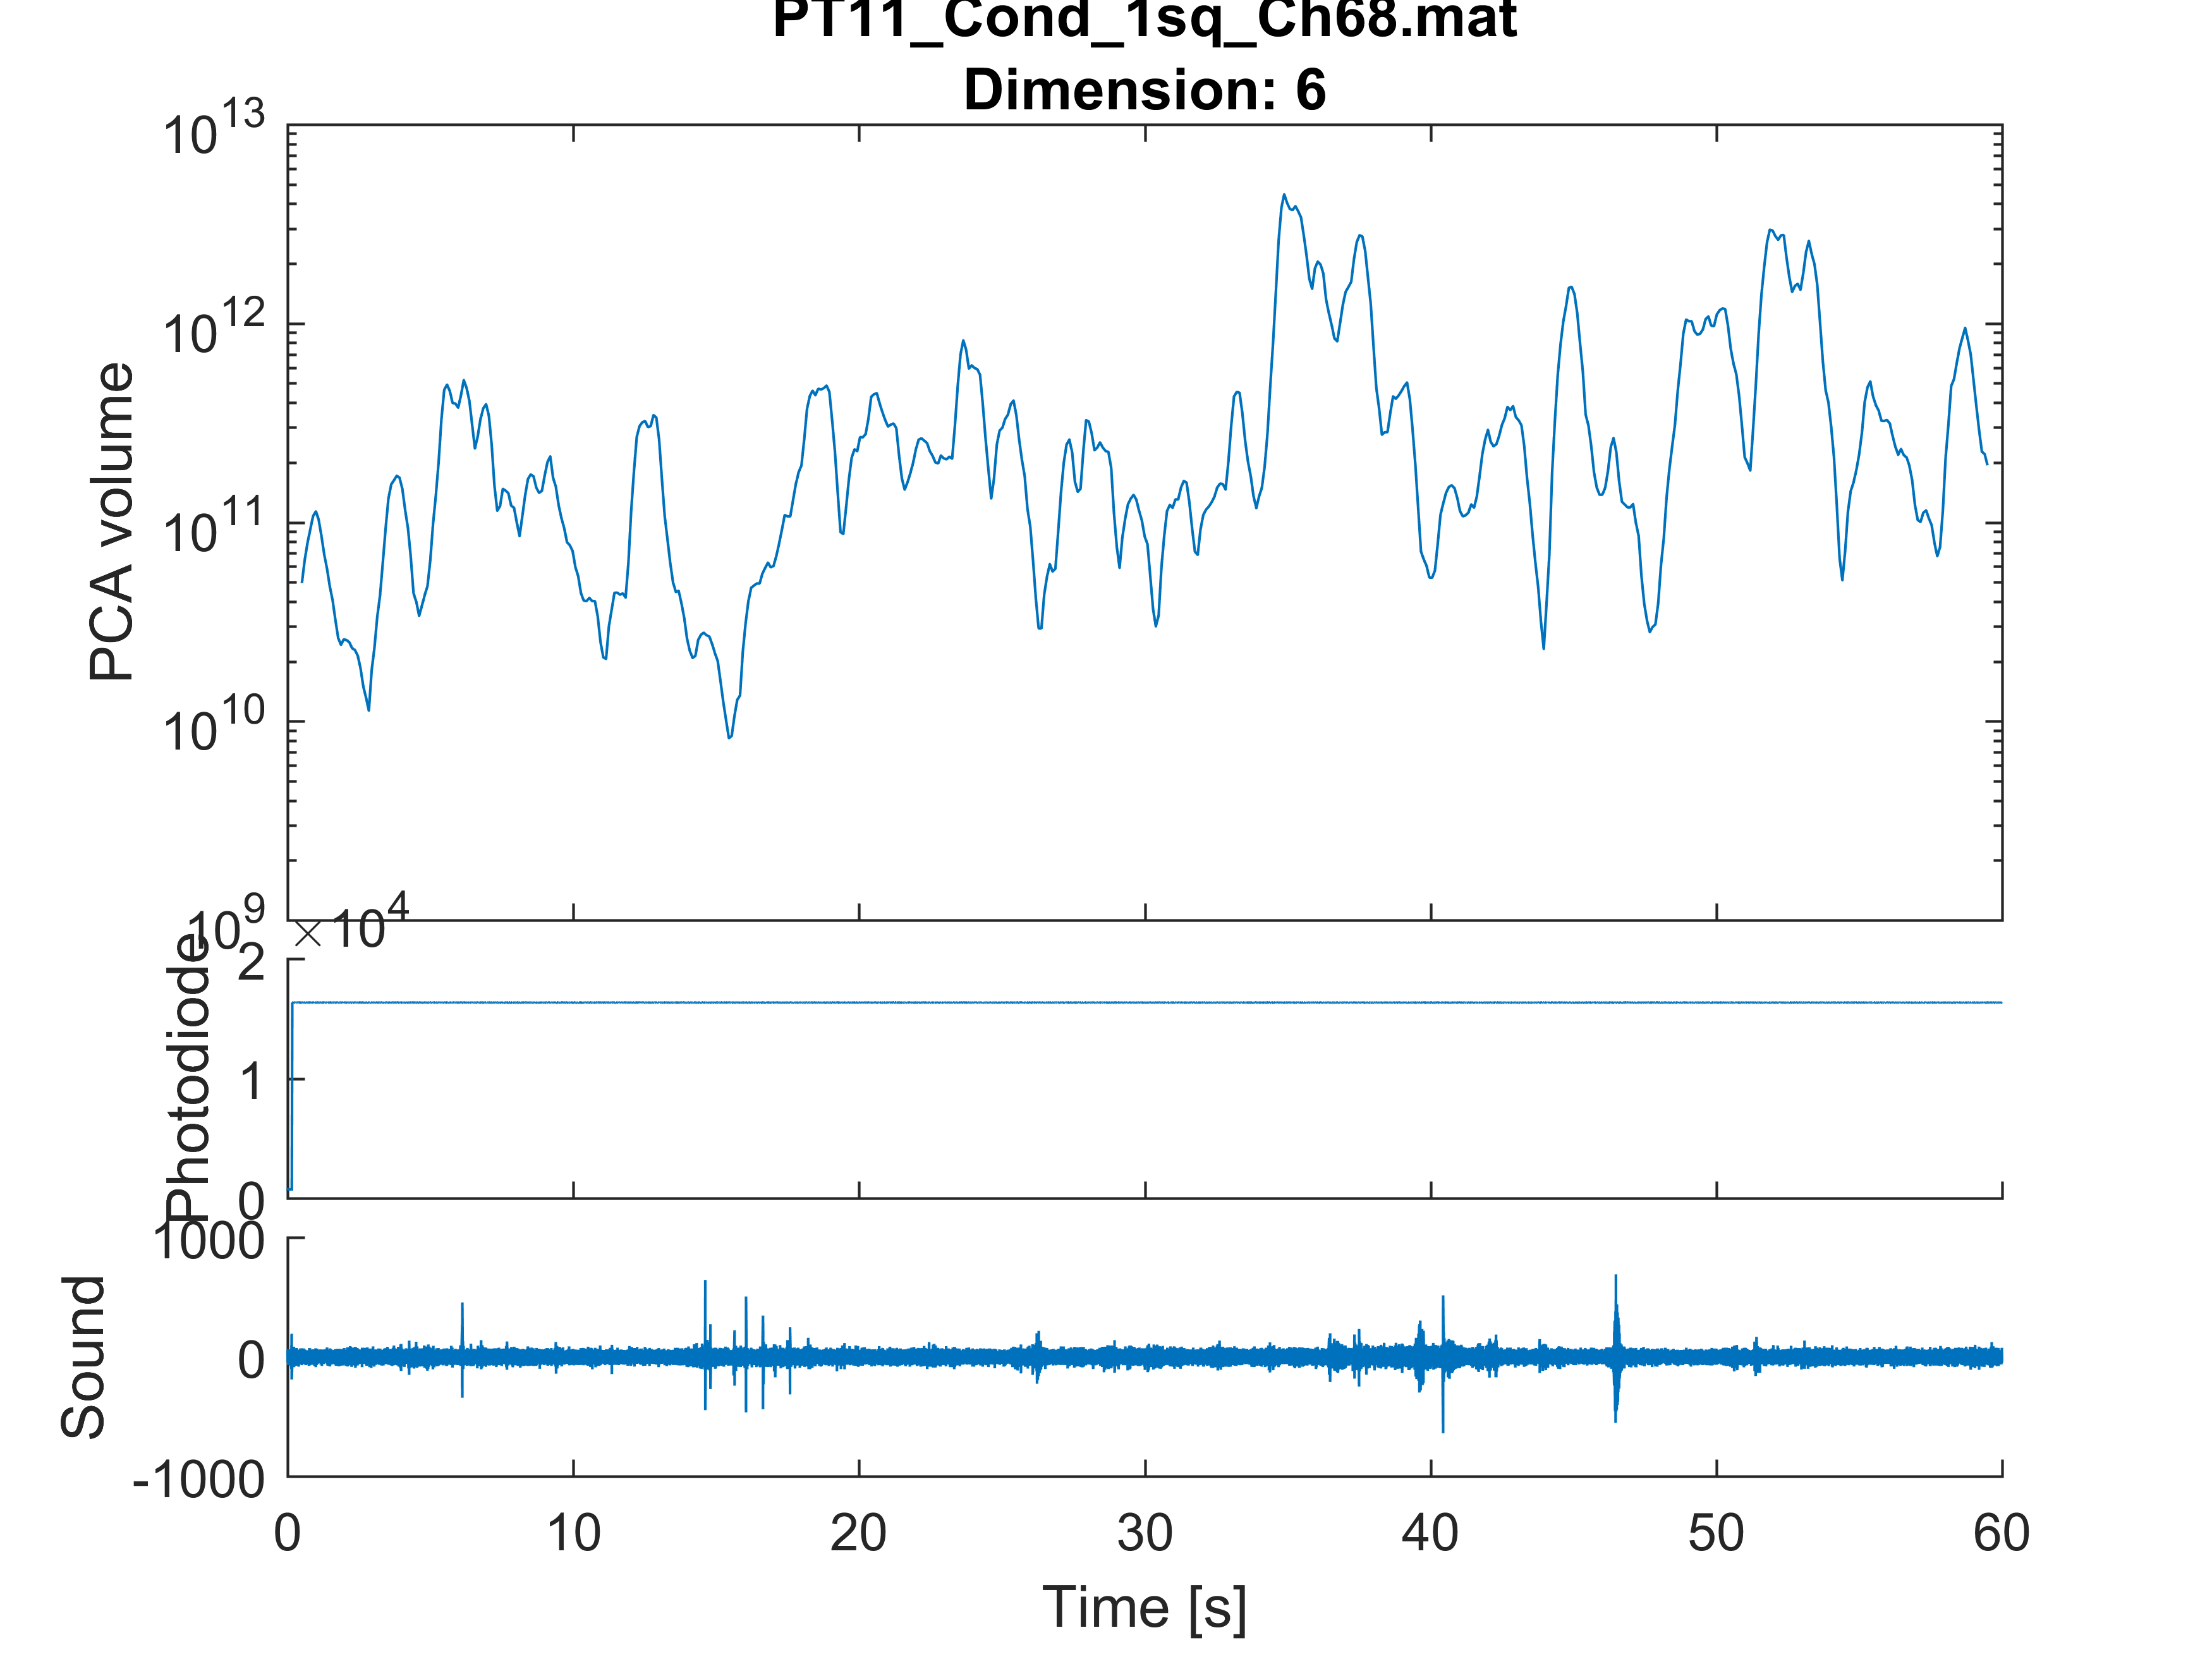 PT11_Cond_1sq_Ch68.mat
Dimension: 6
10^13
10^12
10^11
10^10
10^9
PCA volume
× 10^4
2
1
0
Photodiode
1000
0
-1000
Sound
0 10 20 30 40 50 60
Time [s]